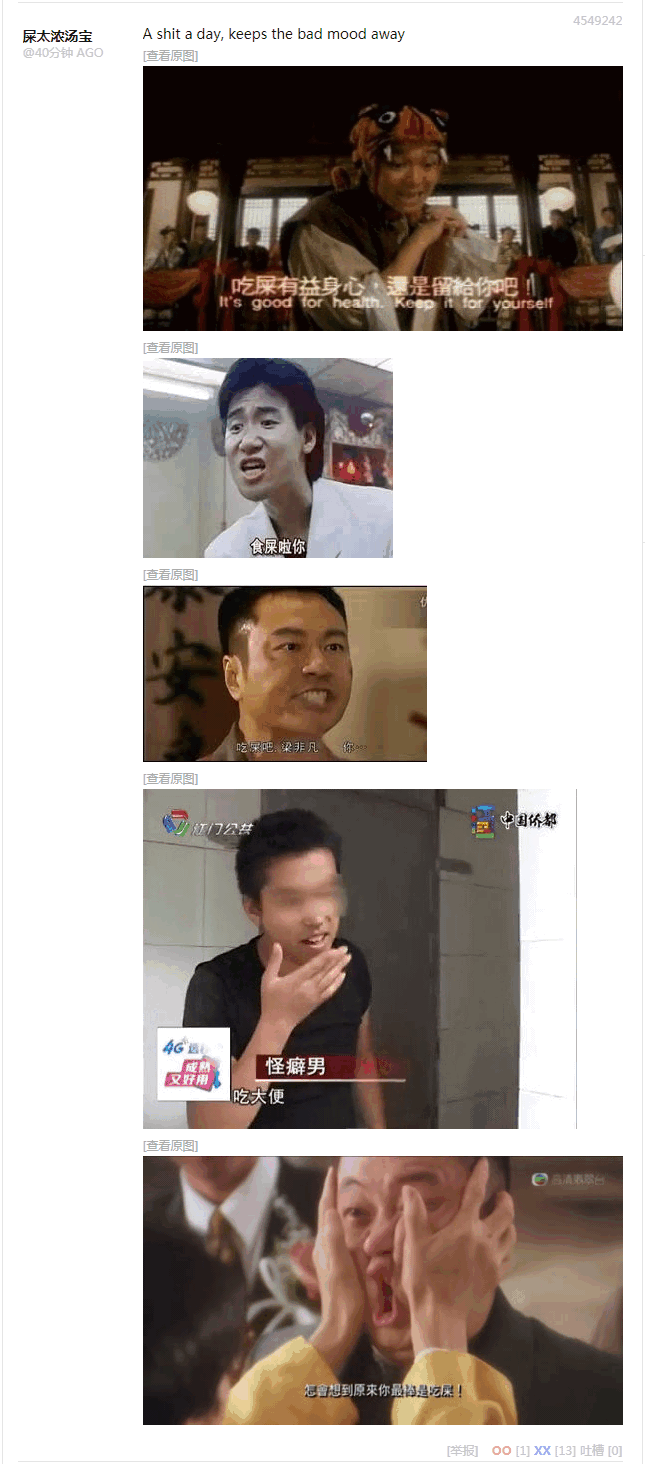 4549242
屎太浓汤宝
@40分钟 AGO
A shit a day, keeps the bad mood away
[查看原图]
吃屎有益身心，還是留給你吧！
It's good for health. Keep it for yourself
[查看原图]
食屎啦你
[查看原图]
安
吃屎吧,梁非凡 你…
[查看原图]
江门公共
中国侨都
4G
成熟
又好用
怪癖男
吃大便
[查看原图]
怎會想到原來你最棒是吃屎！
[举报] OO [1] XX [13] 吐槽 [0]